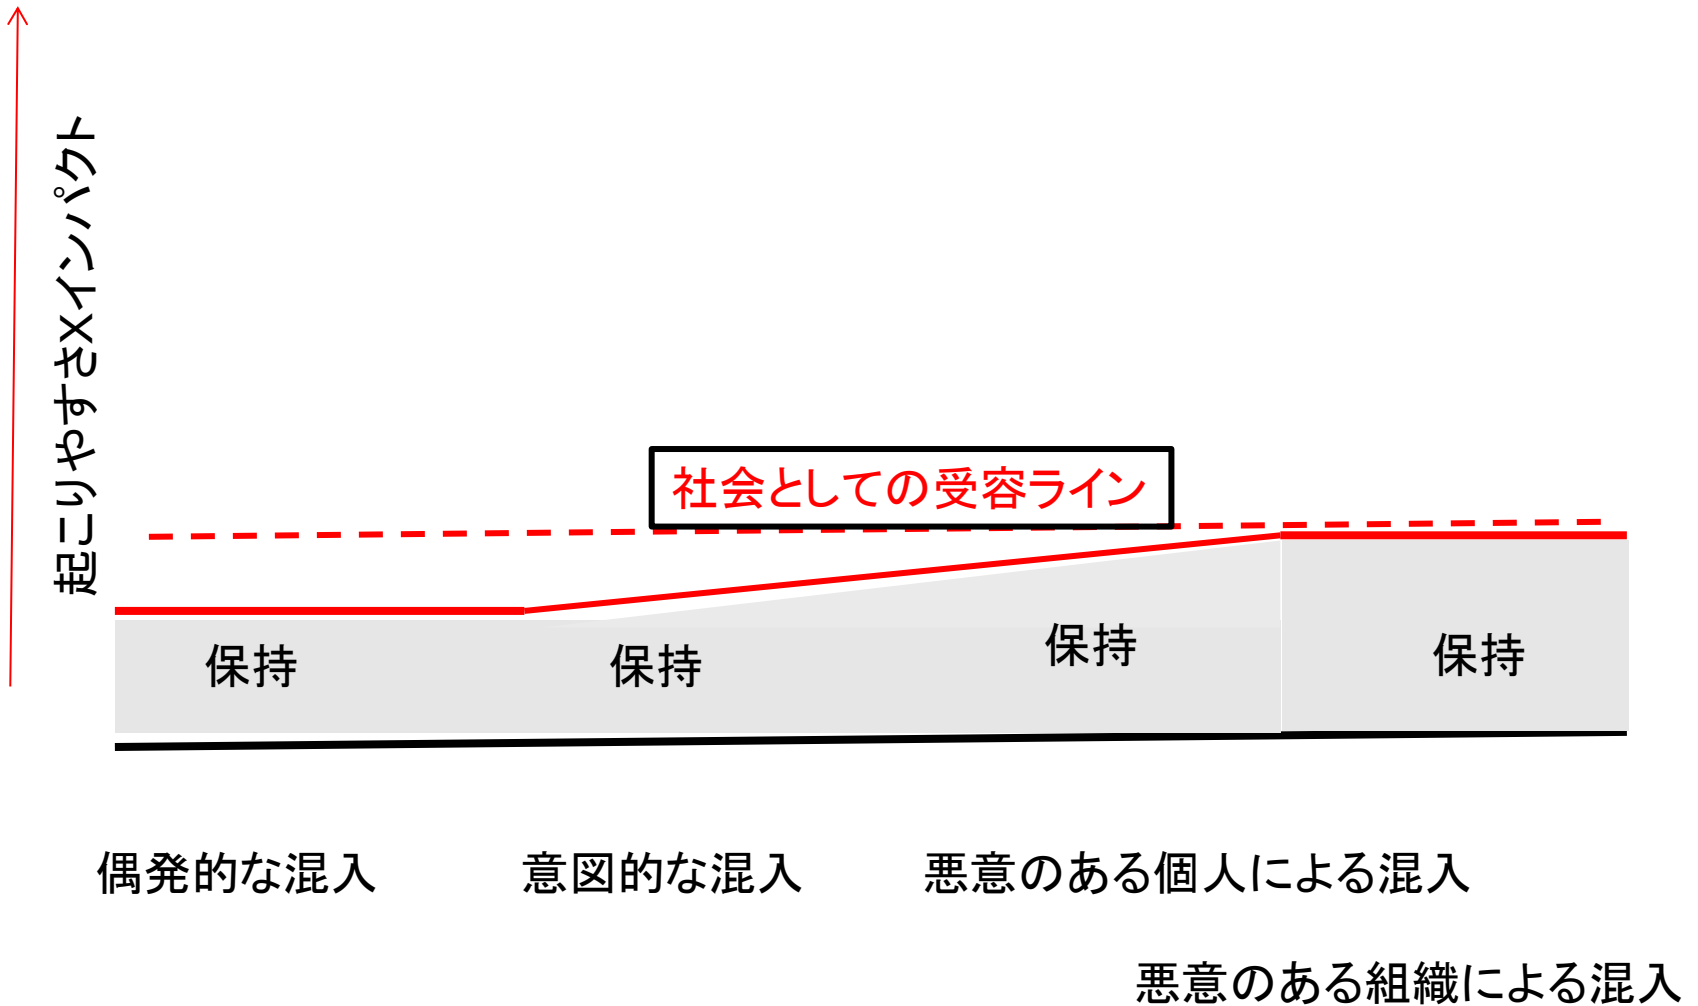 起こりやすさ×インパクト
社会としての受容ライン
保持
保持
保持
保持
偶発的な混入
意図的な混入
悪意のある個人による混入
悪意のある組織による混入